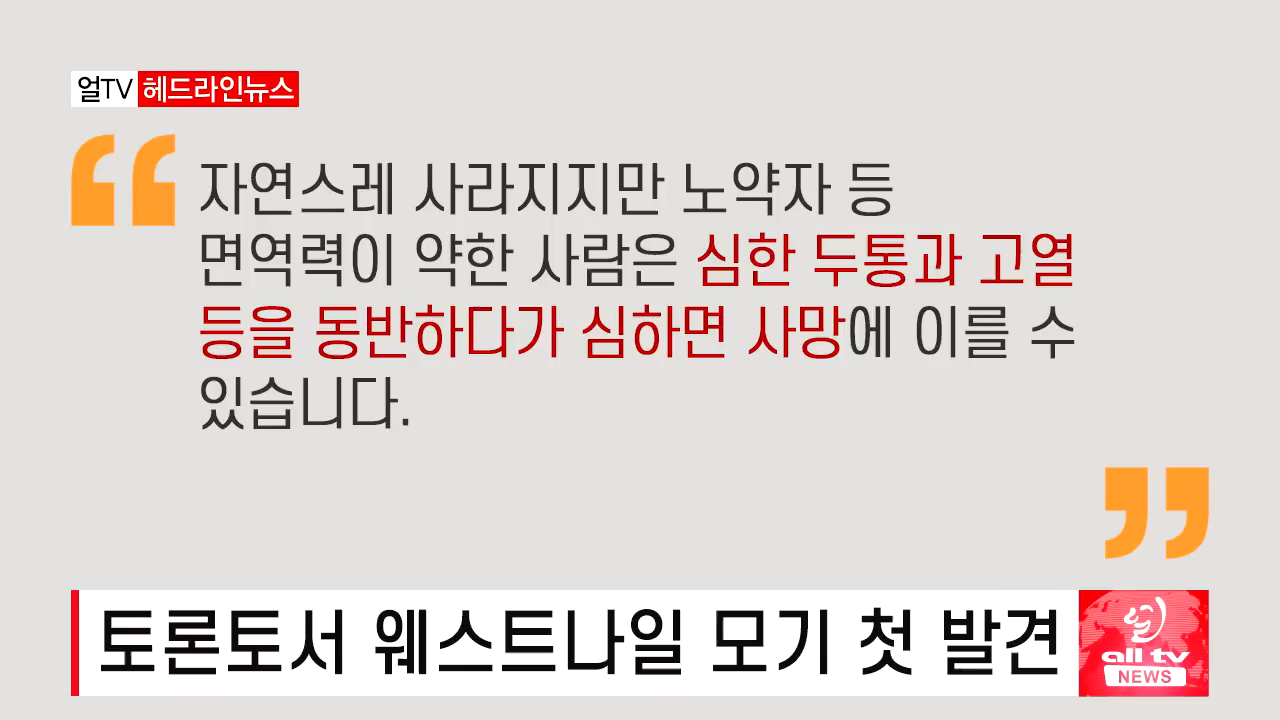 얼TV 헤드라인뉴스
자연스레 사라지지만 노약자 등
면역력이 약한 사람은 심한 두통과 고열
등을 동반하다가 심하면 사망에 이를 수
있습니다.
토론토서 웨스트나일 모기 첫 발견
얼
all tv
NEWS